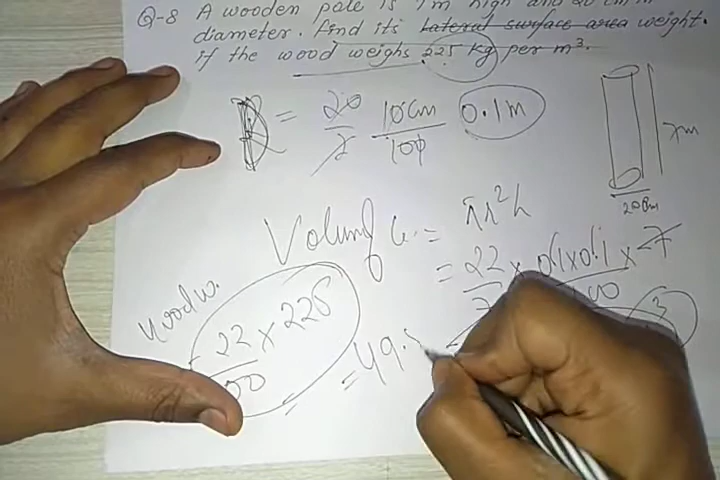 Q-8 A wooden pole is 7m high and 20 cm in
diameter. find its lateral surface area weight.
if the wood weighs 225 kg per m³.
= 20/2 10cm/100 0.1m
7m
20cm
Volume = πr²h
= 22/7 × 0.1×0.1 × 7
wood w.
22 × 225
= 49.